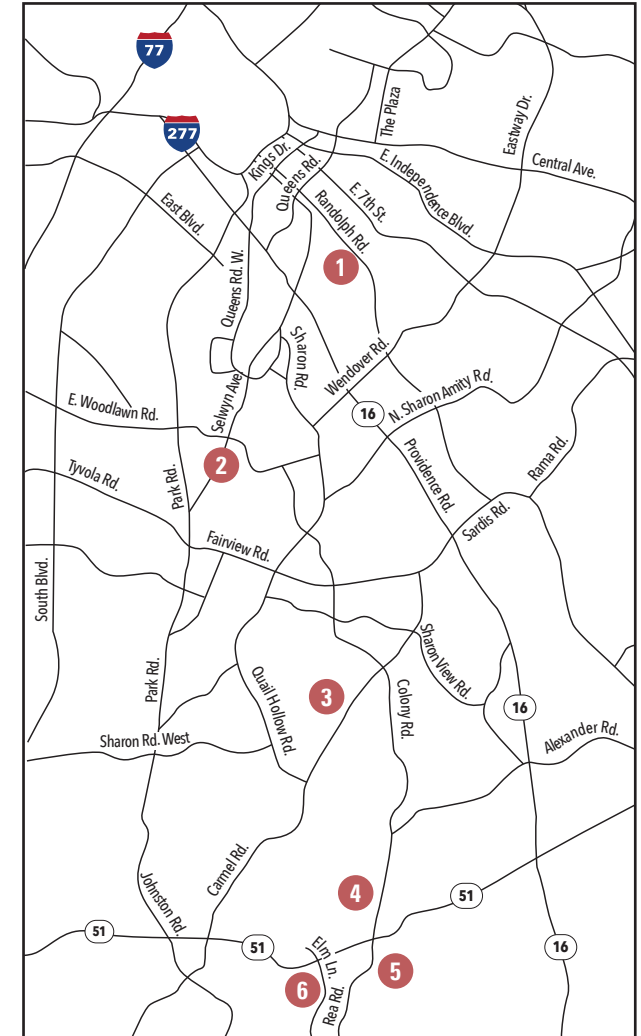 77
The Plaza
Eastway Dr.
277
Kings Dr.
Queens Rd.
E. Independence Blvd.
Central Ave.
East Blvd.
E. 7th St.
Randolph Rd.
1
Queens Rd. W.
Sharon Rd.
Wendover Rd.
Selwyn Ave.
16
N. Sharon Amity Rd.
E. Woodlawn Rd.
2
Tyvola Rd.
Park Rd.
Providence Rd.
Rama Rd.
Sardis Rd.
Fairview Rd.
South Blvd.
Park Rd.
Quail Hollow Rd.
3
Sharon View Rd.
Colony Rd.
16
Sharon Rd. West
Alexander Rd.
Johnston Rd.
Carmel Rd.
4
51
51
51
16
Elm Ln.
5
6
Rea Rd.